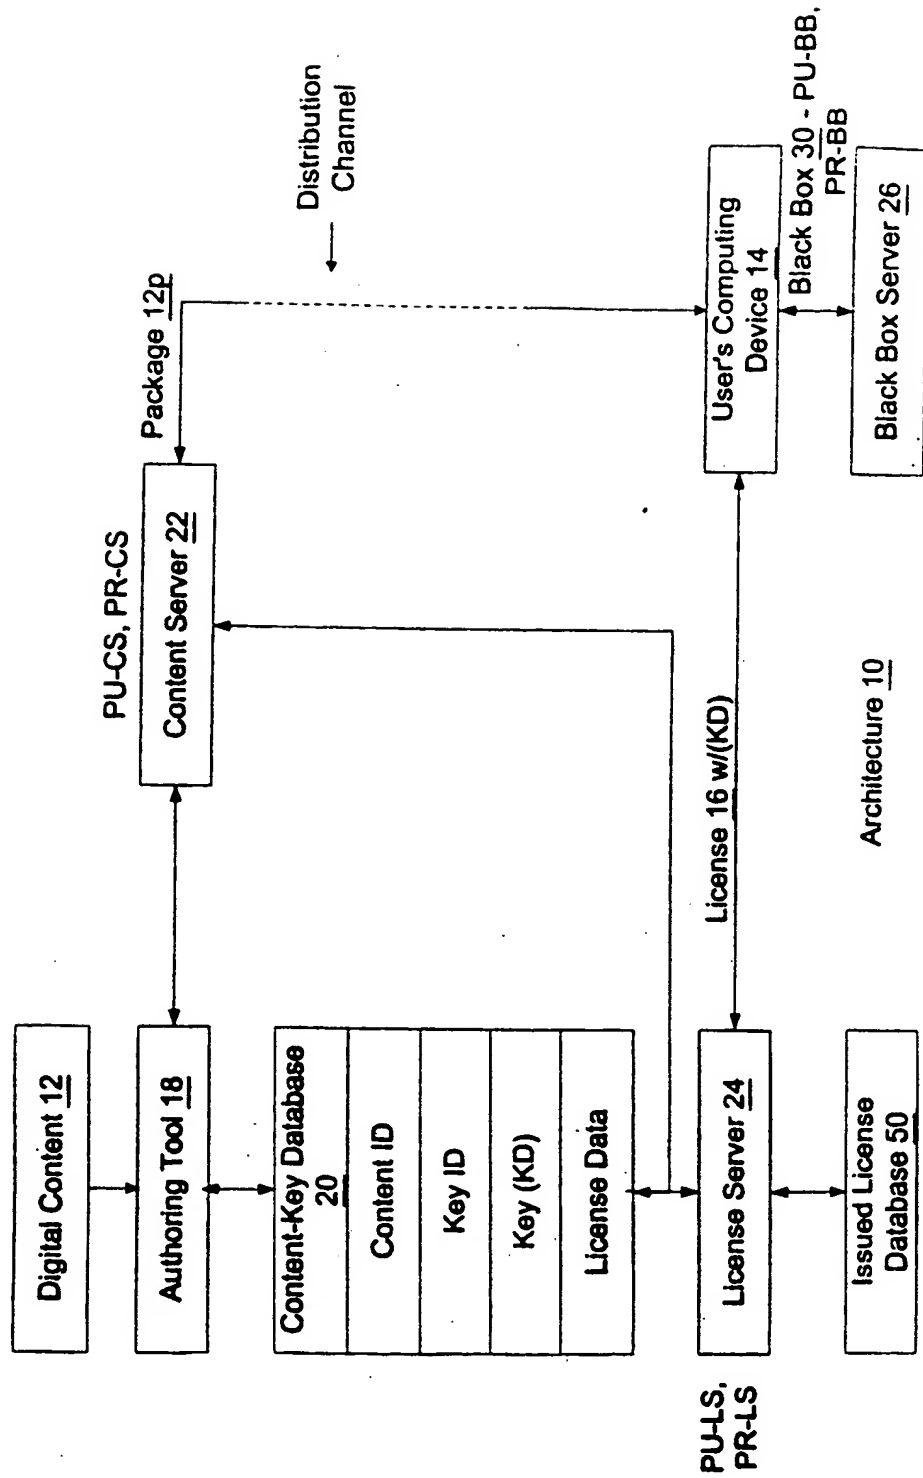 Digital Content 12
Authoring Tool 18
Content-Key Database
20
Content ID
Key ID
Key (KD)
License Data
PU-LS,
PR-LS
License Server 24
Issued License
Database 50
PU-CS, PR-CS
Content Server 22
Package 12p
Distribution
Channel
License 16 w/(KD)
User's Computing
Device 14
Black Box 30 - PU-BB,
PR-BB
Black Box Server 26
Architecture 10